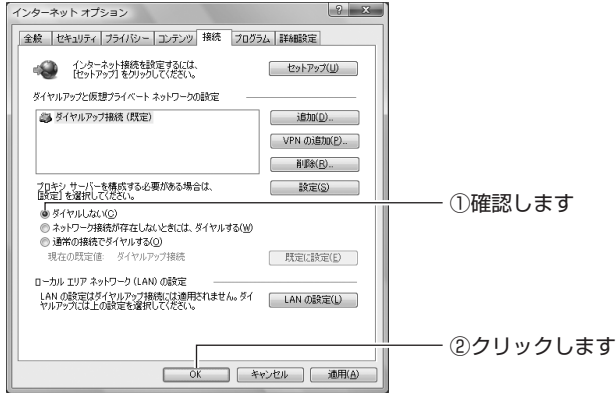 インターネット オプション
全般 セキュリティ プライバシー コンテンツ 接続 プログラム 詳細設定
インターネット接続を設定するには、
[セットアップ] をクリックしてください。
セットアップ(U)
ダイヤルアップと仮想プライベート ネットワークの設定
ダイヤルアップ接続 (既定)
追加(D)...
VPN の追加(P)...
削除(R)...
プロキシ サーバーを構成する必要がある場合は、
[設定] を選択してください。
設定(S)
ダイヤルしない(C)
①確認します
ネットワーク接続が存在しないときには、ダイヤルする(W)
通常の接続でダイヤルする(O)
現在の既定値: ダイヤルアップ接続
既定に設定(E)
ローカル エリア ネットワーク (LAN) の設定
LAN の設定はダイヤルアップ接続には適用されません。ダイ
ヤルアップには上の設定を選択してください。
LAN の設定(L)
②クリックします
OK キャンセル 適用(A)